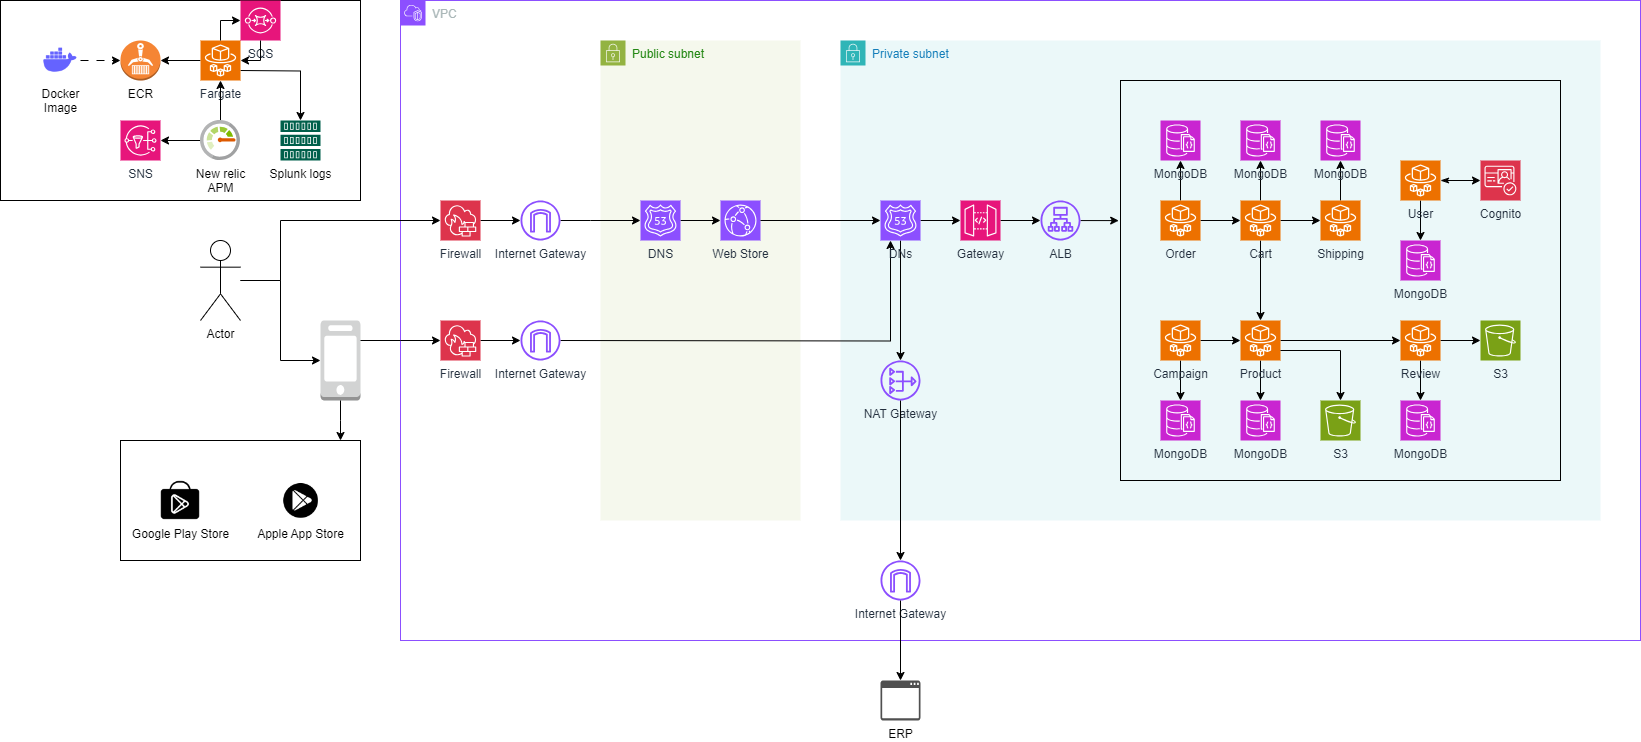 VPC
SQS
Public subnet
Private subnet
Docker
Image
ECR
Fargate
SNS
New relic
APM
Splunk logs
MongoDB
MongoDB
MongoDB
User
Cognito
53
53
Firewall
Internet Gateway
DNS
Web Store
DNs
Gateway
ALB
Order
Cart
Shipping
MongoDB
Actor
Firewall
Internet Gateway
Campaign
Product
Review
S3
NAT Gateway
MongoDB
MongoDB
S3
MongoDB
Google Play Store
Apple App Store
Internet Gateway
ERP